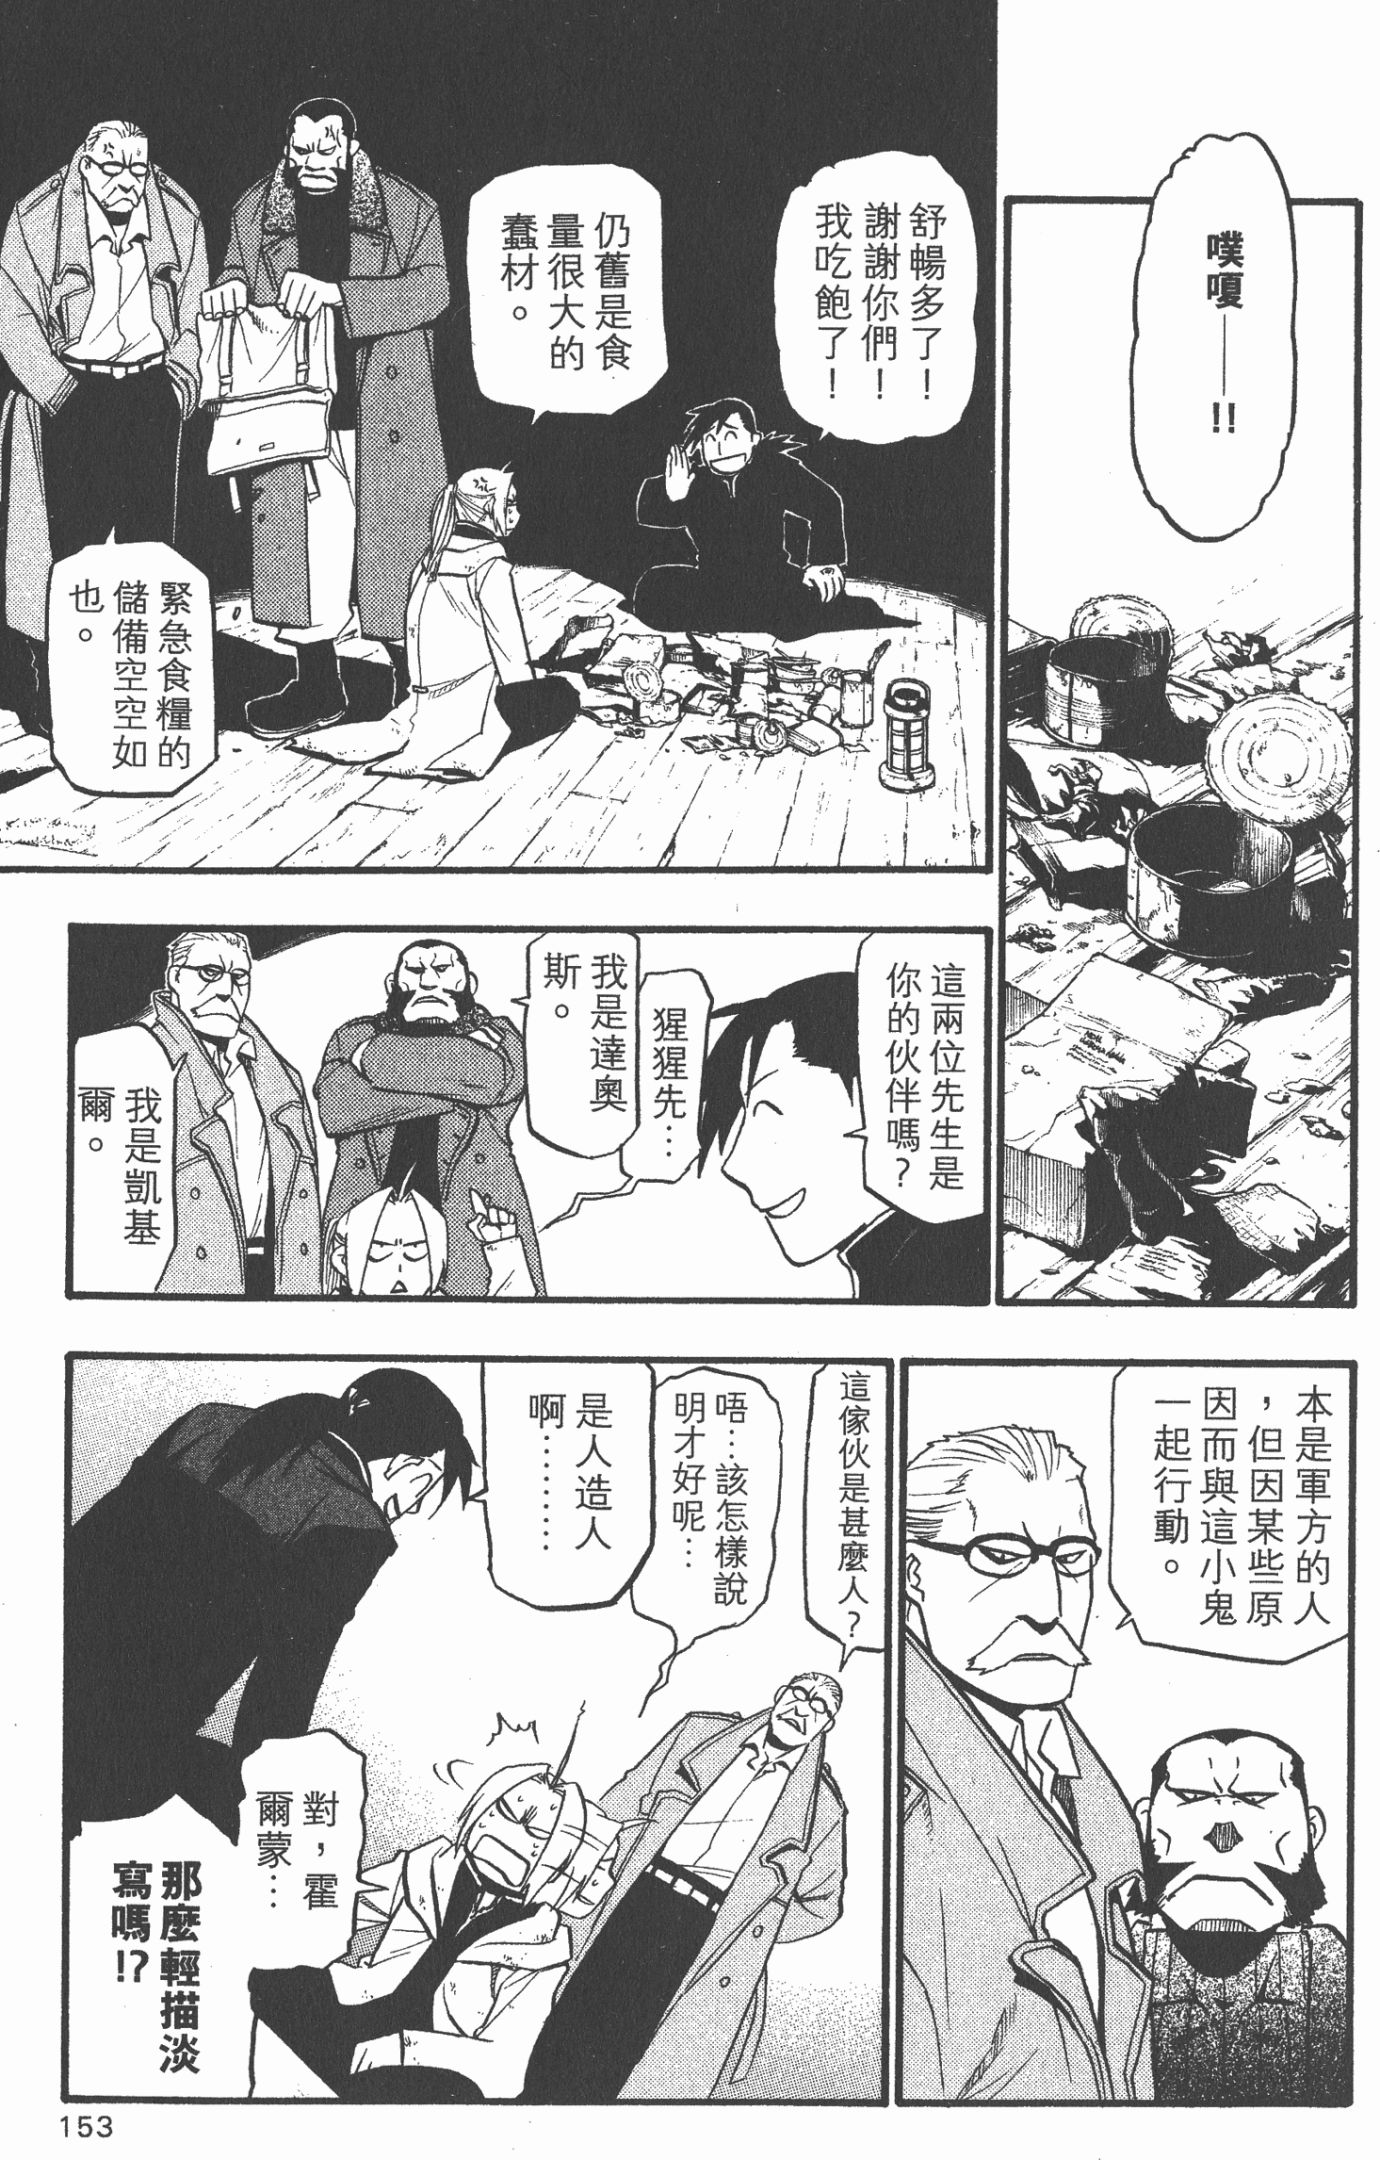 噗嗄——!!
舒暢多了！
謝謝你們！
我吃飽了！
仍舊是食
量很大的
蠢材。
緊急食糧的
儲備空空如
也。
這兩位先生是
你的伙伴嗎?
猩猩先…
我是達奧
斯。
我是凱基
爾。
本是軍方的人
，但因某些原
因而與這小鬼
一起行動。
這傢伙是甚麼人?
唔…該怎樣說
明才好呢…
是人造人
啊………
對，霍
爾蒙…
那麼輕描淡
寫嗎!?
153